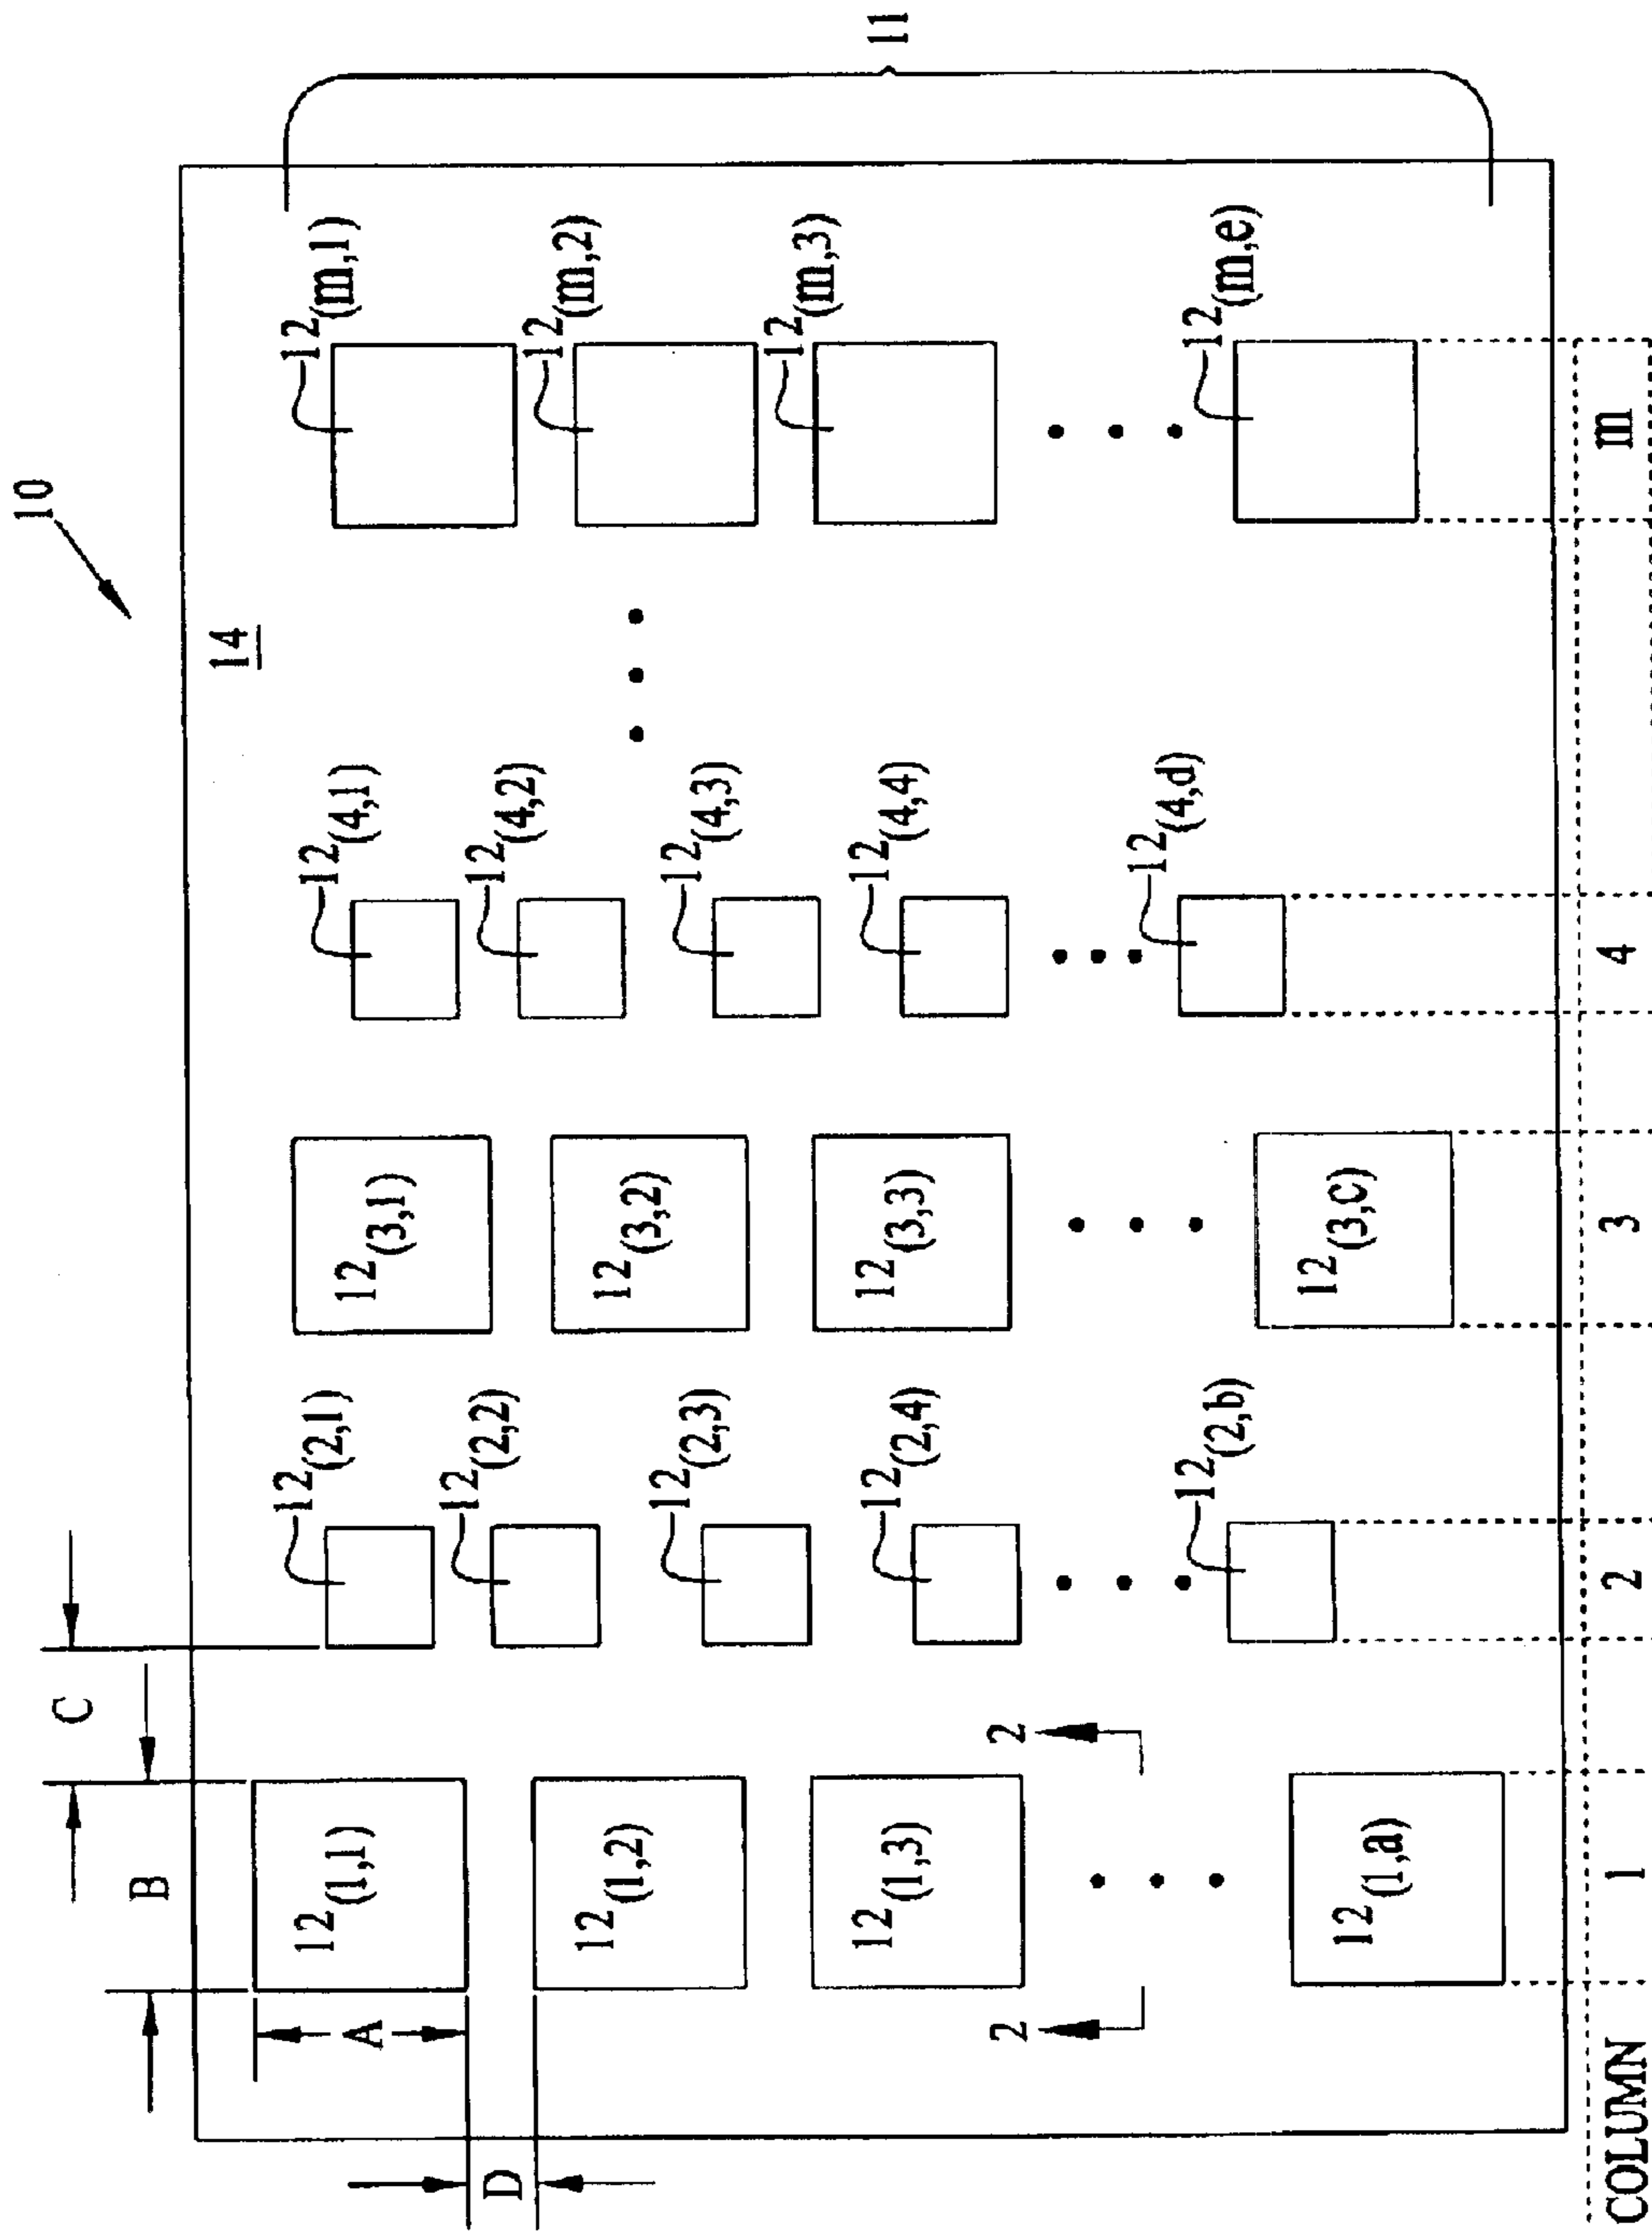 10
14
11
C
B
A
D
12(1,1)
12(1,2)
12(1,3)
12(1,a)
2
2
12(2,1)
12(2,2)
12(2,3)
12(2,4)
12(2,b)
12(3,1)
12(3,2)
12(3,3)
12(3,c)
12(4,1)
12(4,2)
12(4,3)
12(4,4)
12(4,d)
12(m,1)
12(m,2)
12(m,3)
12(m,e)
COLUMN 1 2 3 4 m